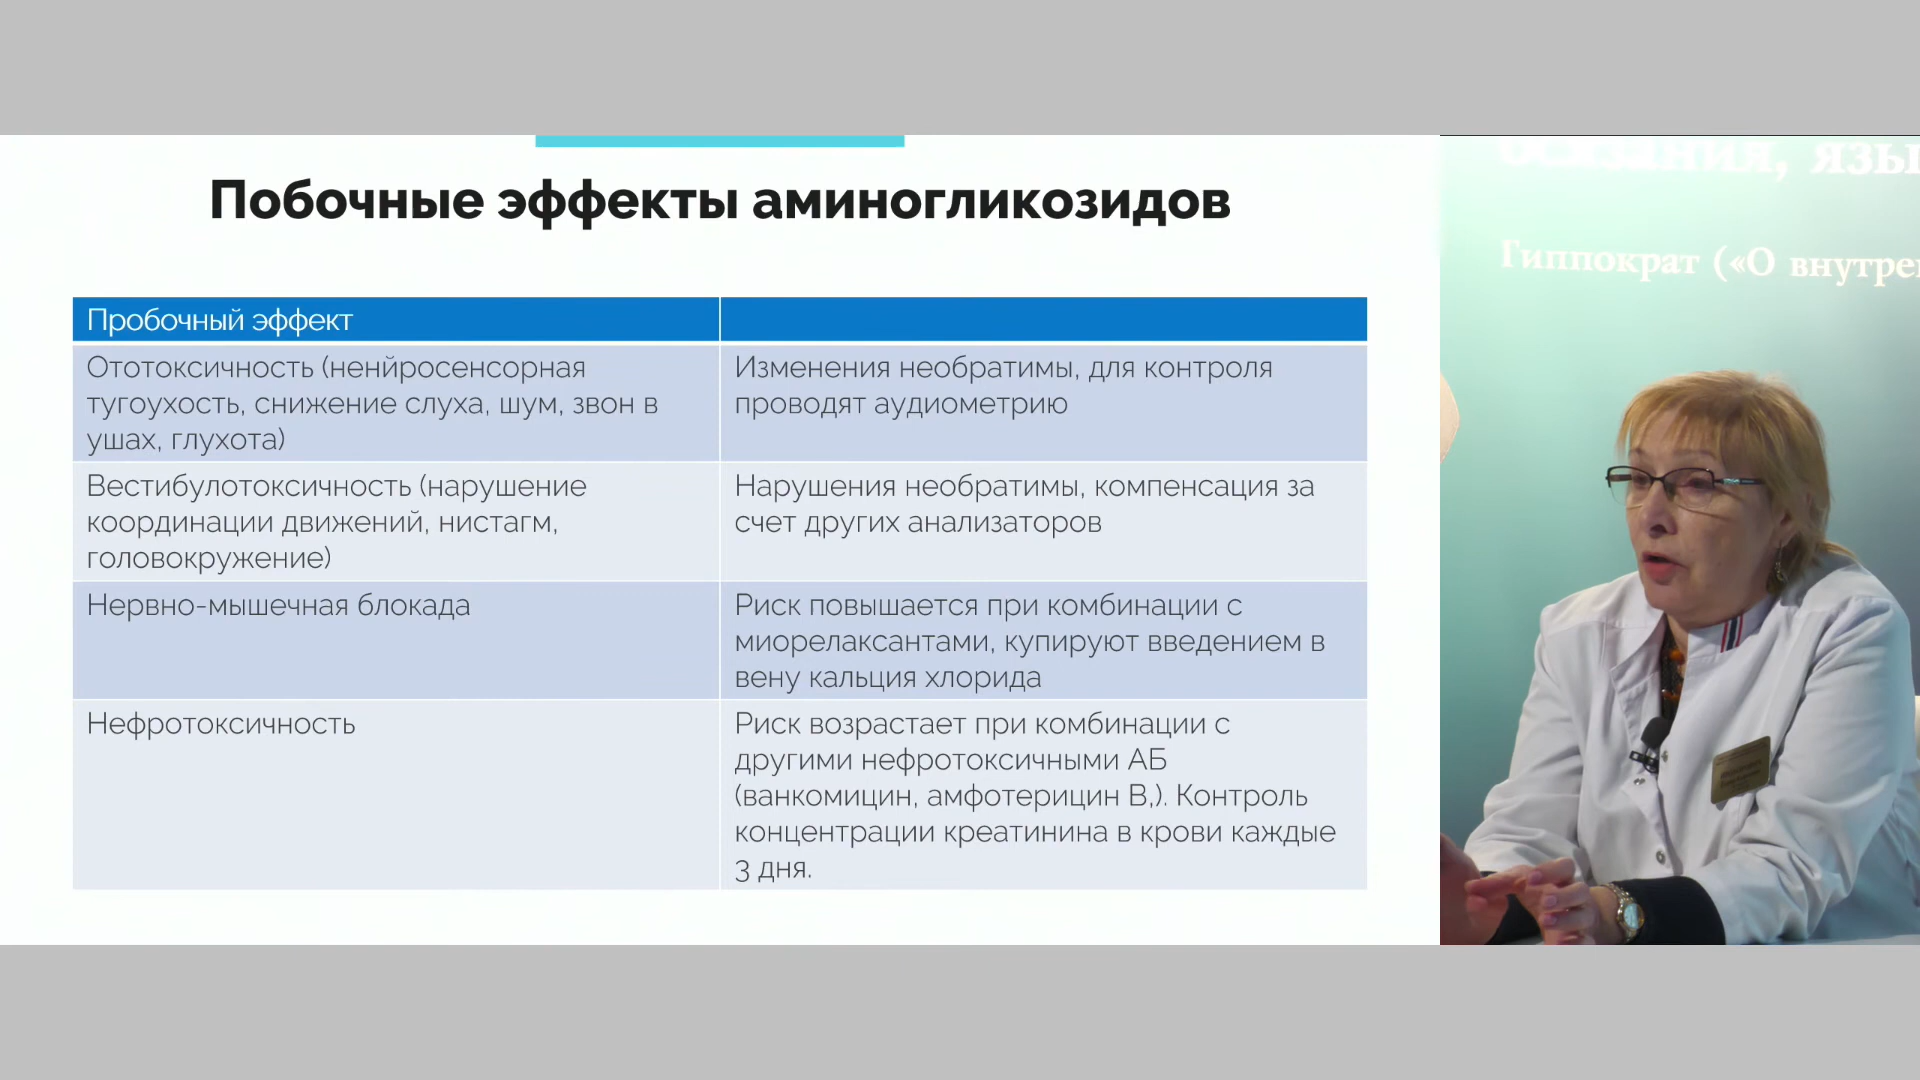 Побочные эффекты аминогликозидов
Пробочный эффект
Ототоксичность (ненйросенсорная
тугоухость, снижение слуха, шум, звон в
ушах, глухота)
Изменения необратимы, для контроля
проводят аудиометрию
Вестибулотоксичность (нарушение
координации движений, нистагм,
головокружение)
Нарушения необратимы, компенсация за
счет других анализаторов
Нервно-мышечная блокада
Риск повышается при комбинации с
миорелаксантами, купируют введением в
вену кальция хлорида
Нефротоксичность
Риск возрастает при комбинации с
другими нефротоксичными АБ
(ванкомицин, амфотерицин В,). Контроль
концентрации креатинина в крови каждые
3 дня.
осязания, язы
Гиппократ («О внутрен